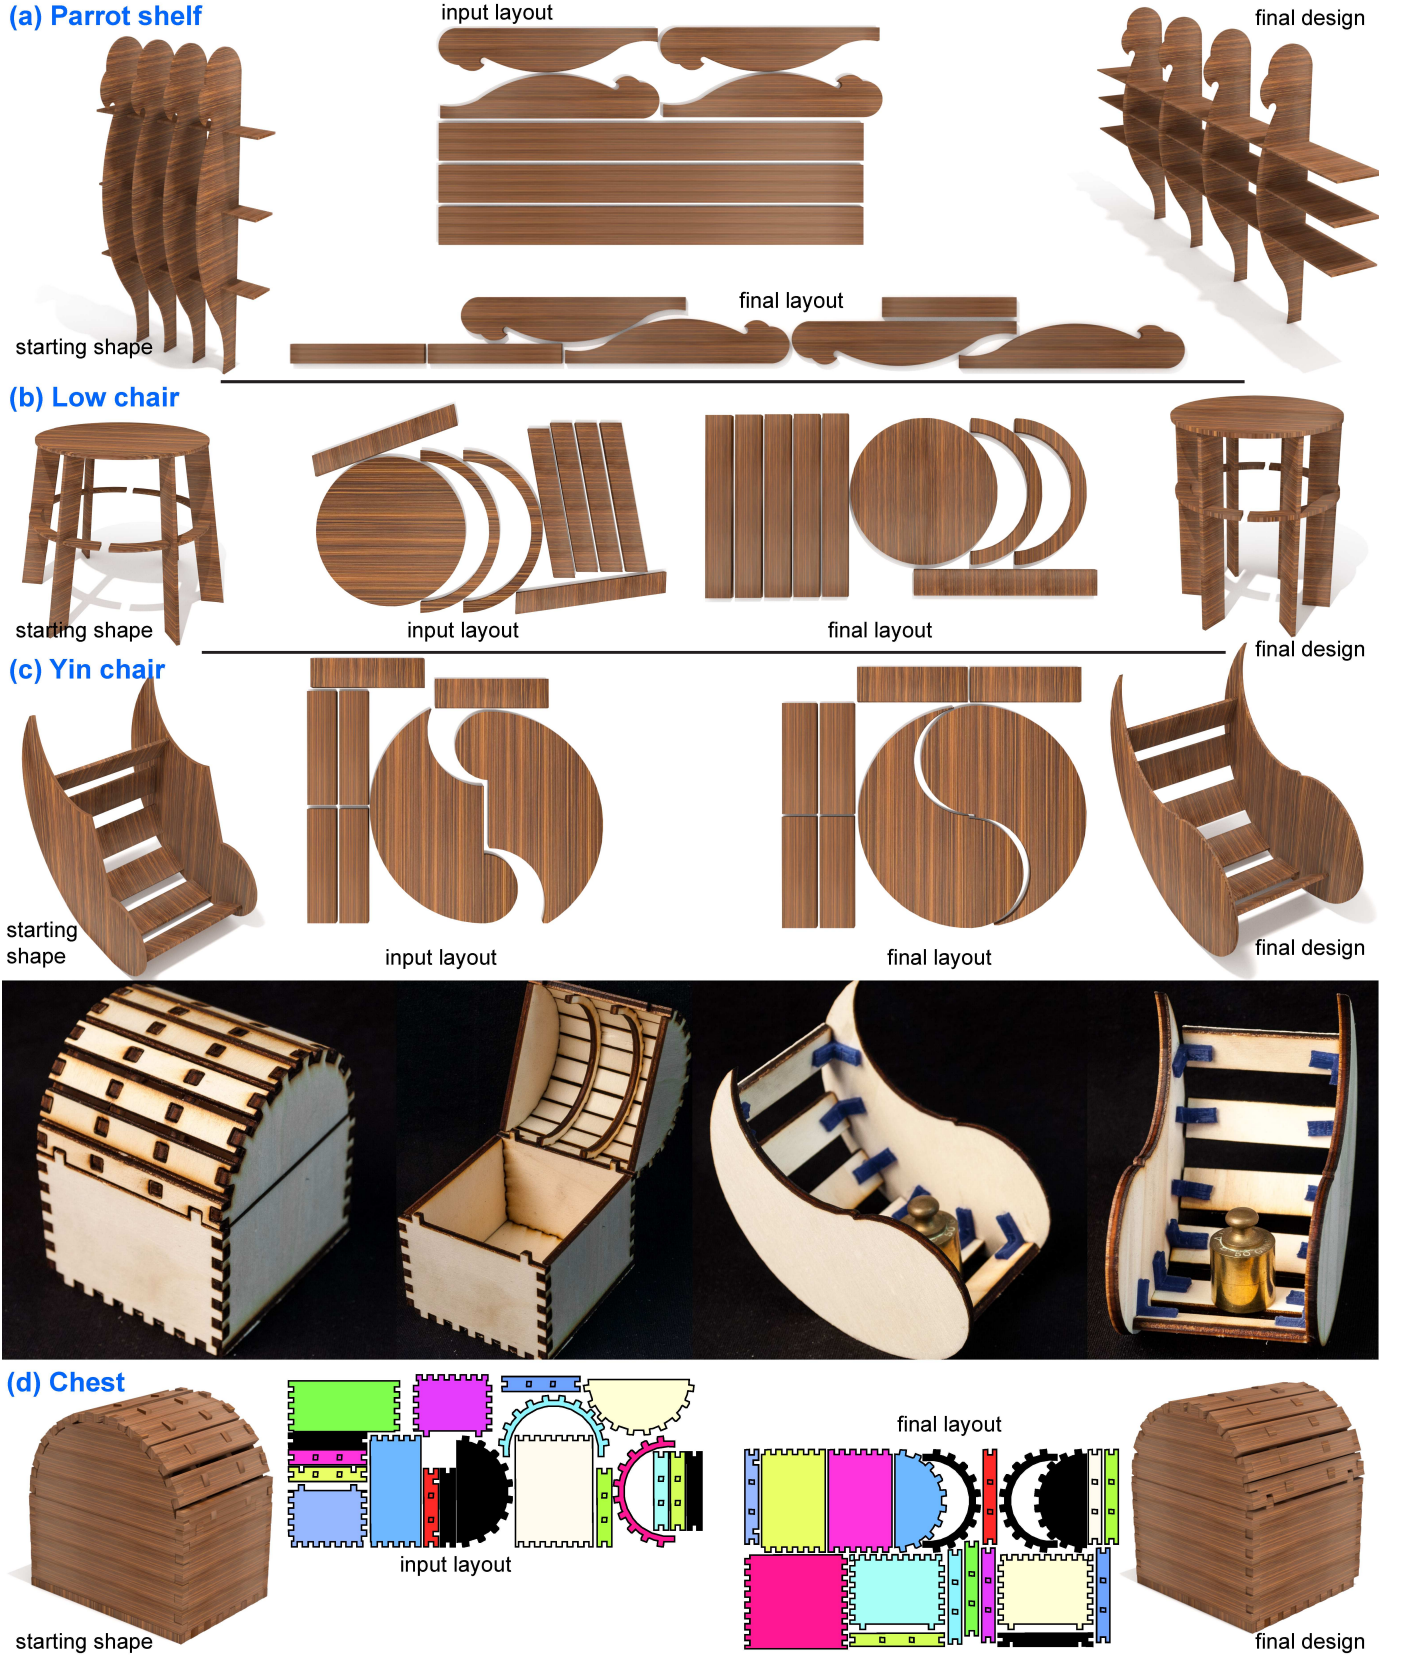 (a) Parrot shelf
input layout
final design
final layout
starting shape
(b) Low chair
starting shape
input layout
final layout
final design
(c) Yin chair
starting
shape
input layout
final layout
final design
(d) Chest
final layout
input layout
starting shape
final design